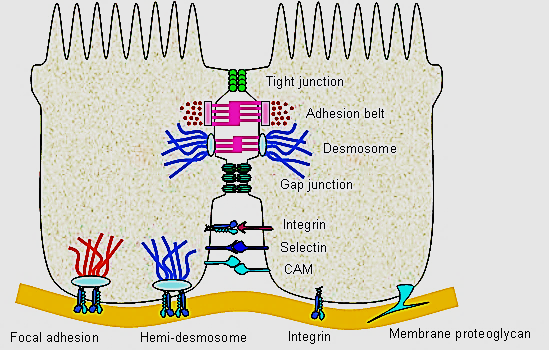 Tight junction
Adhesion belt
Desmosome
Gap junction
Integrin
Selectin
CAM
Focal adhesion
Hemi-desmosome
Integrin
Membrane proteoglycan